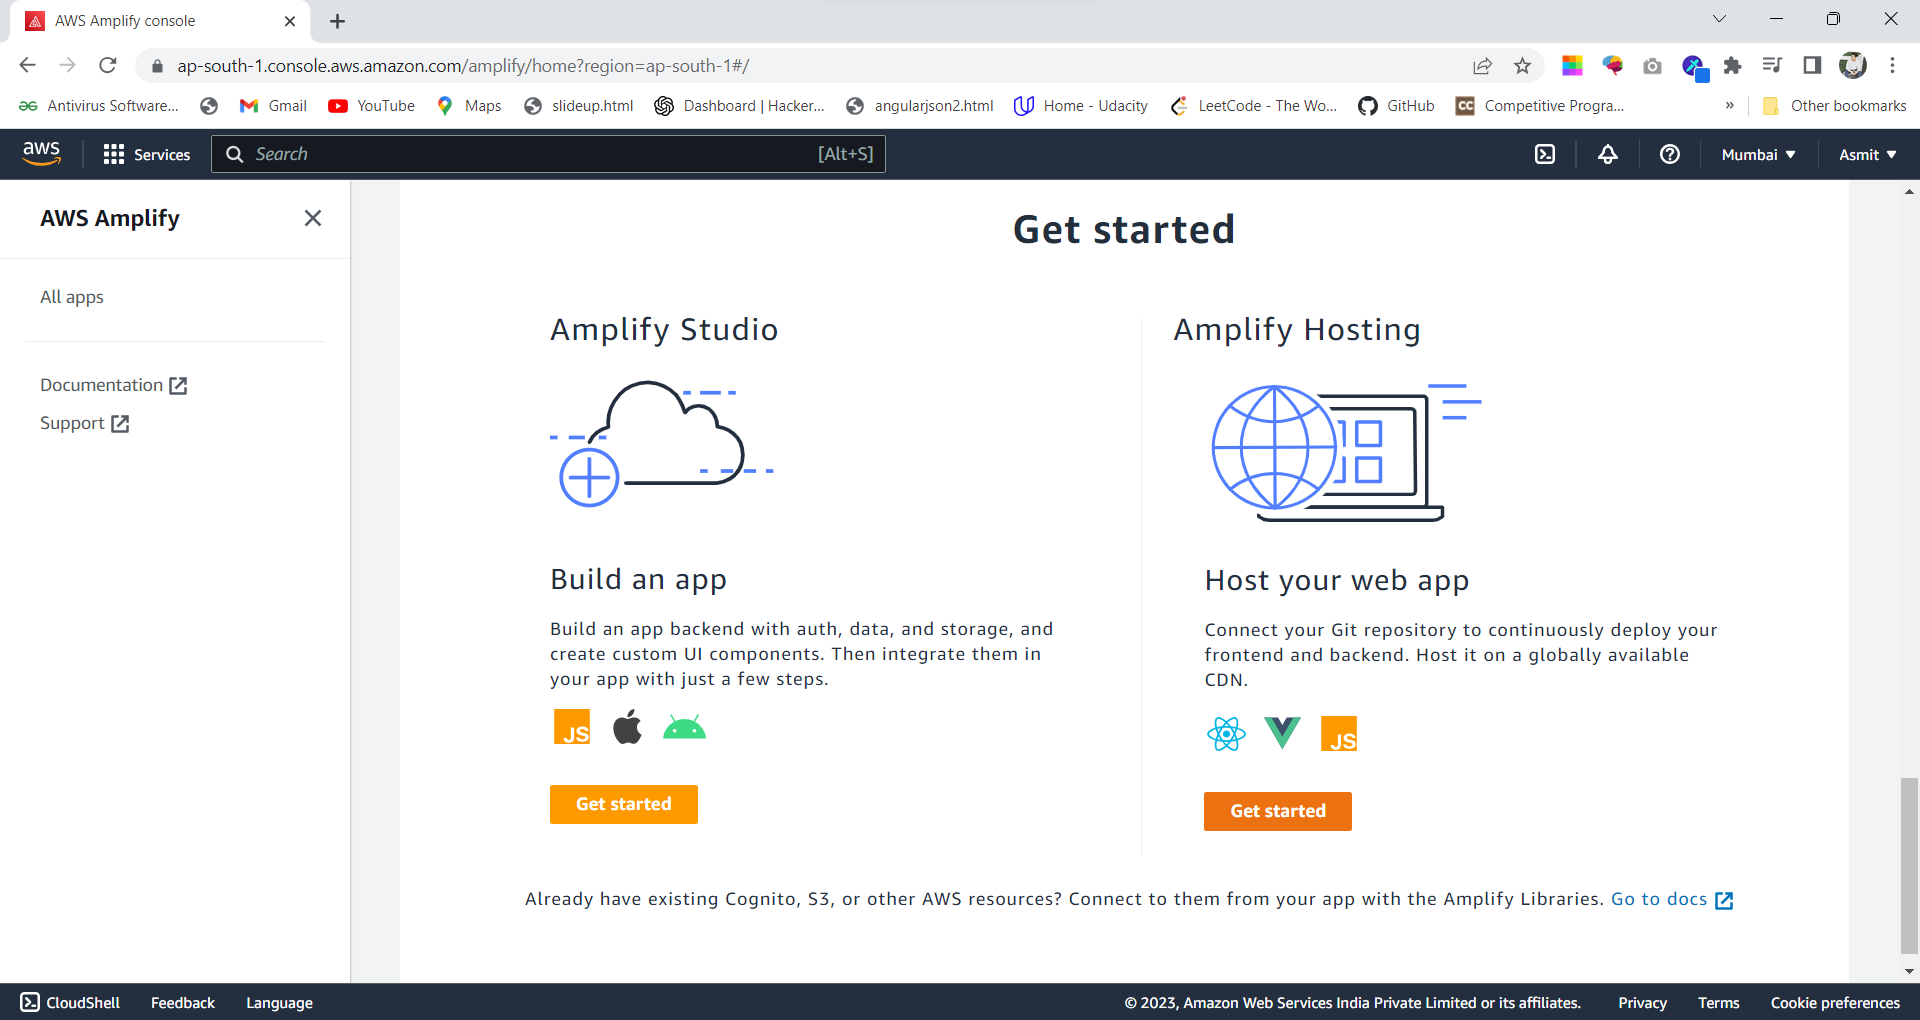 AWS Amplify console
ap-south-1.console.aws.amazon.com/amplify/home?region=ap-south-1#/
Antivirus Software... Gmail YouTube Maps slideup.html Dashboard | Hacker... angularjson2.html Home - Udacity LeetCode - The Wo... GitHub CC Competitive Progra... » Other bookmarks
aws Services Search [Alt+S] Mumbai Asmit
AWS Amplify
All apps
Documentation
Support
Get started
Amplify Studio
Build an app
Build an app backend with auth, data, and storage, and
create custom UI components. Then integrate them in
your app with just a few steps.
JS
Get started
Amplify Hosting
Host your web app
Connect your Git repository to continuously deploy your
frontend and backend. Host it on a globally available
CDN.
JS
Get started
Already have existing Cognito, S3, or other AWS resources? Connect to them from your app with the Amplify Libraries. Go to docs
CloudShell Feedback Language © 2023, Amazon Web Services India Private Limited or its affiliates. Privacy Terms Cookie preferences